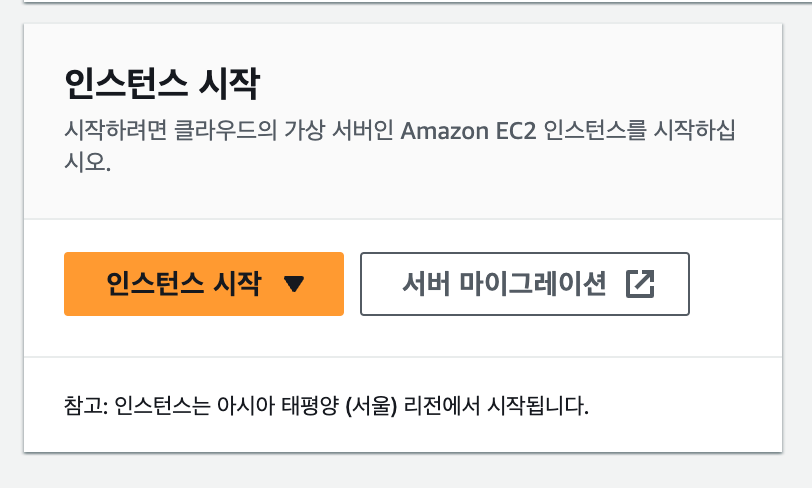 인스턴스 시작
시작하려면 클라우드의 가상 서버인 Amazon EC2 인스턴스를 시작하십
시오.
인스턴스 시작 ▼
서버 마이그레이션
참고: 인스턴스는 아시아 태평양 (서울) 리전에서 시작됩니다.